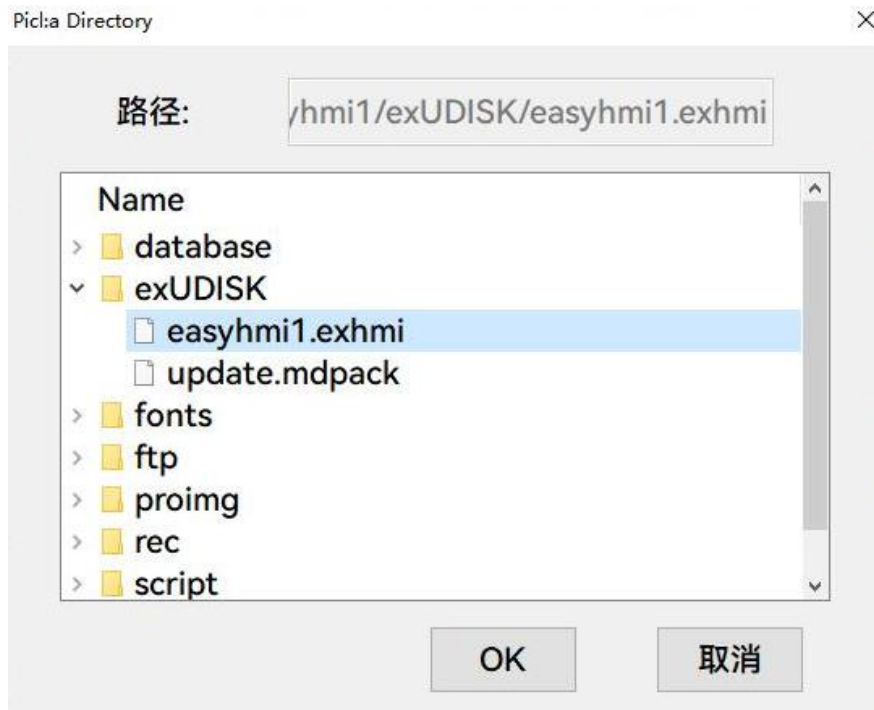 Picl:a Directory
路径: yhmi1/exUDISK/easyhmi1.exhmi
Name
database
exUDISK
easyhmi1.exhmi
update.mdpack
fonts
ftp
proimg
rec
script
OK 取消